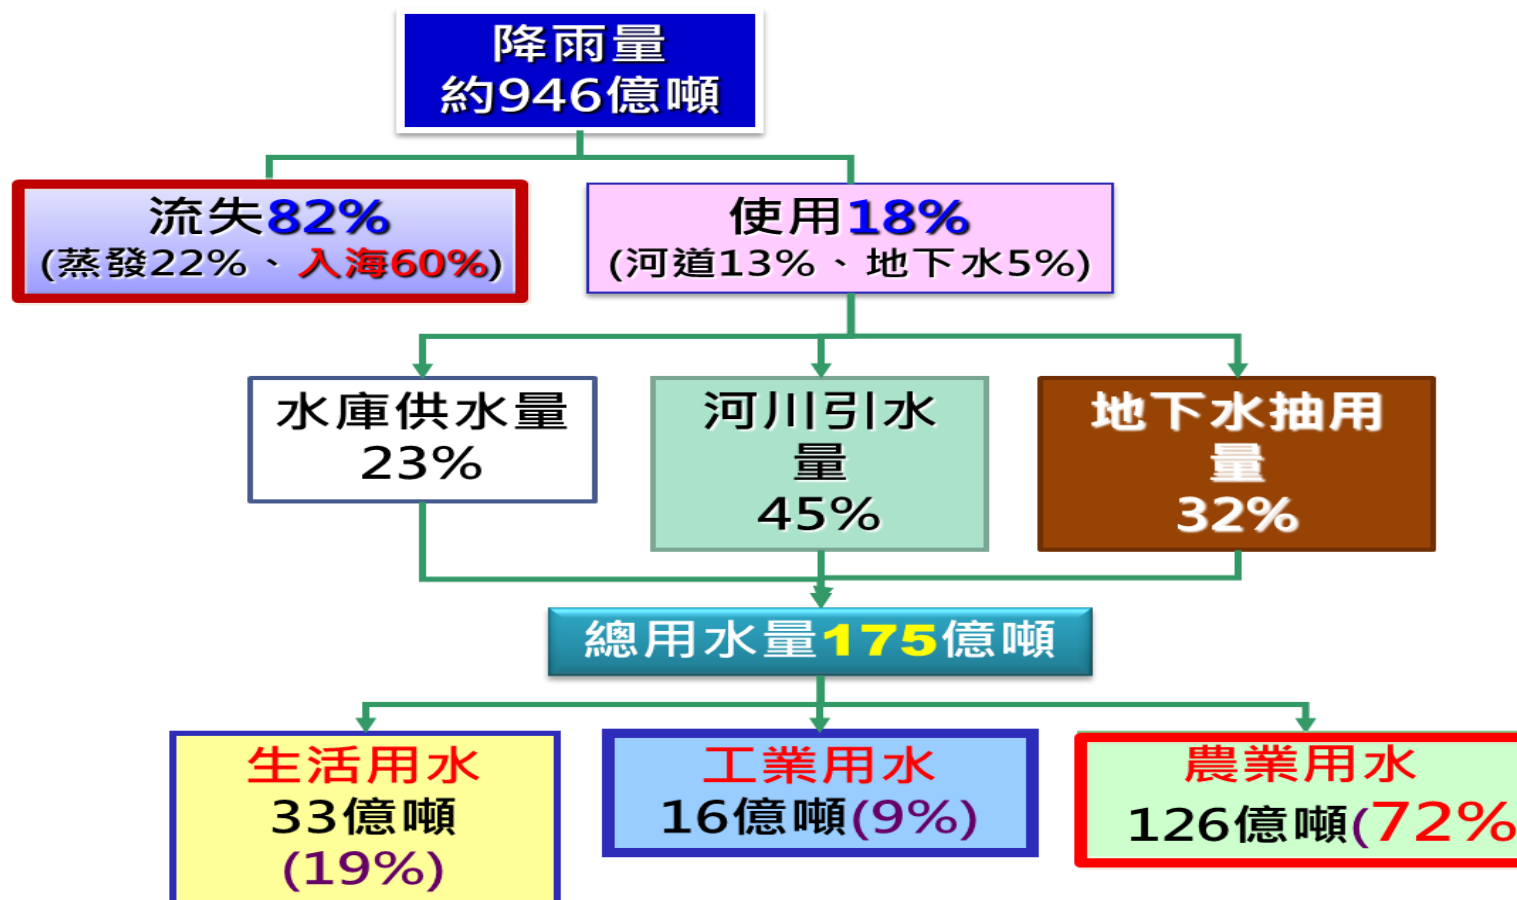 降雨量
約946億噸
流失82%
(蒸發22%、入海60%)
使用18%
(河道13%、地下水5%)
水庫供水量
23%
河川引水
量
45%
地下水抽用
量
32%
總用水量175億噸
生活用水
33億噸
(19%)
工業用水
16億噸(9%)
農業用水
126億噸(72%